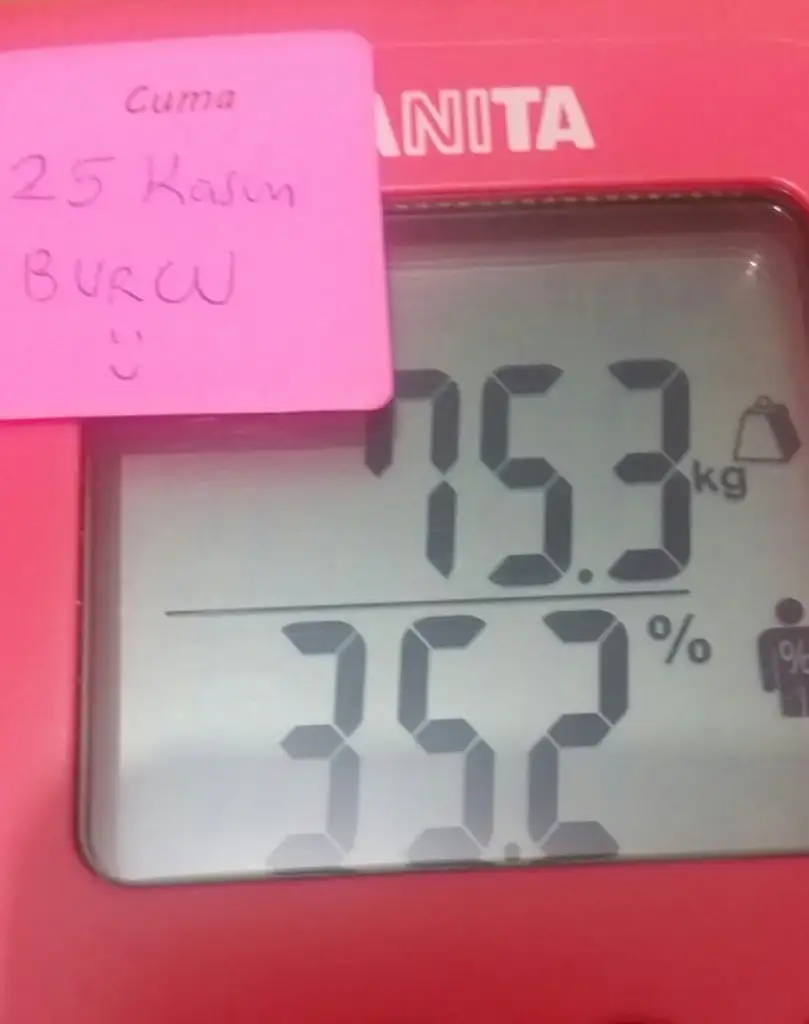 Cuma
25 Kasım
BURCU
ANITA
75.3
kg
35.2
%
%